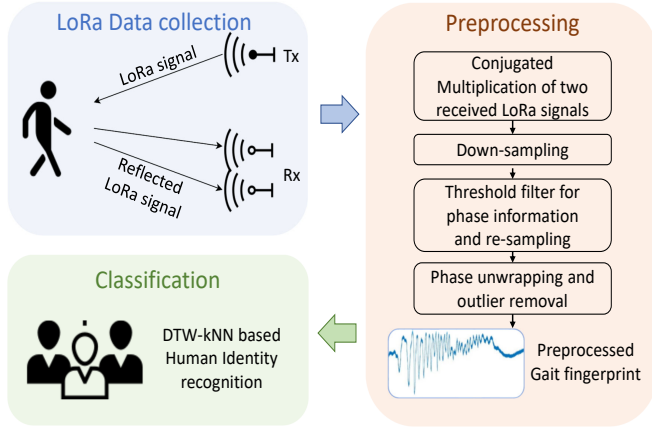 LoRa Data collection
LoRa signal
Tx
Reflected
LoRa signal
Rx
Preprocessing
Conjugated
Multiplication of two
received LoRa signals
Down-sampling
Threshold filter for
phase information
and re-sampling
Phase unwrapping and
outlier removal
Preprocessed
Gait fingerprint
Classification
DTW-kNN based
Human Identity
recognition